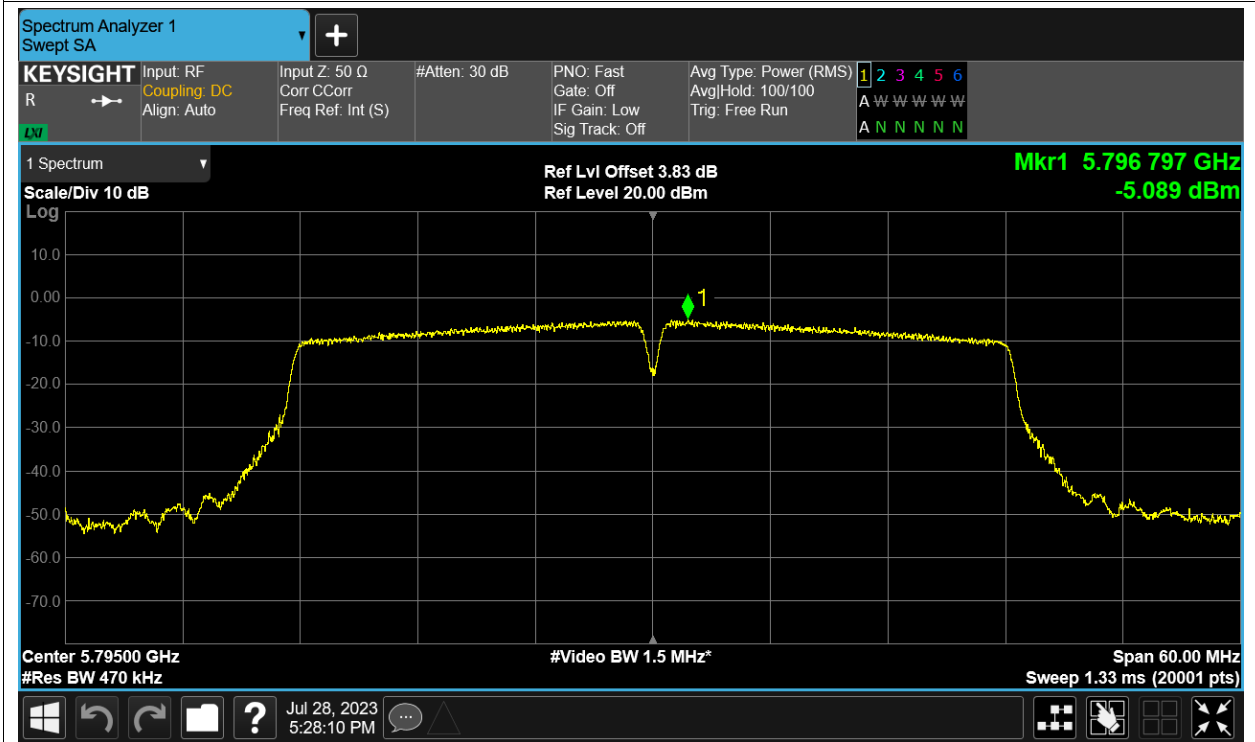 Spectrum Analyzer 1
Swept SA
+
KEYSIGHT
R
LXI
Input: RF
Coupling: DC
Align: Auto
Input Z: 50 Ω
Corr CCorr
Freq Ref: Int (S)
#Atten: 30 dB
PNO: Fast
Gate: Off
IF Gain: Low
Sig Track: Off
Avg Type: Power (RMS)
Avg|Hold: 100/100
Trig: Free Run
1 2 3 4 5 6
A W W W W W
A N N N N N
1 Spectrum
Scale/Div 10 dB
Log
Ref Lvl Offset 3.83 dB
Ref Level 20.00 dBm
Mkr1 5.796 797 GHz
-5.089 dBm
10.0
0.00
-10.0
-20.0
-30.0
-40.0
-50.0
-60.0
-70.0
1
Center 5.79500 GHz
#Res BW 470 kHz
#Video BW 1.5 MHz*
Span 60.00 MHz
Sweep 1.33 ms (20001 pts)
?
Jul 28, 2023
5:28:10 PM